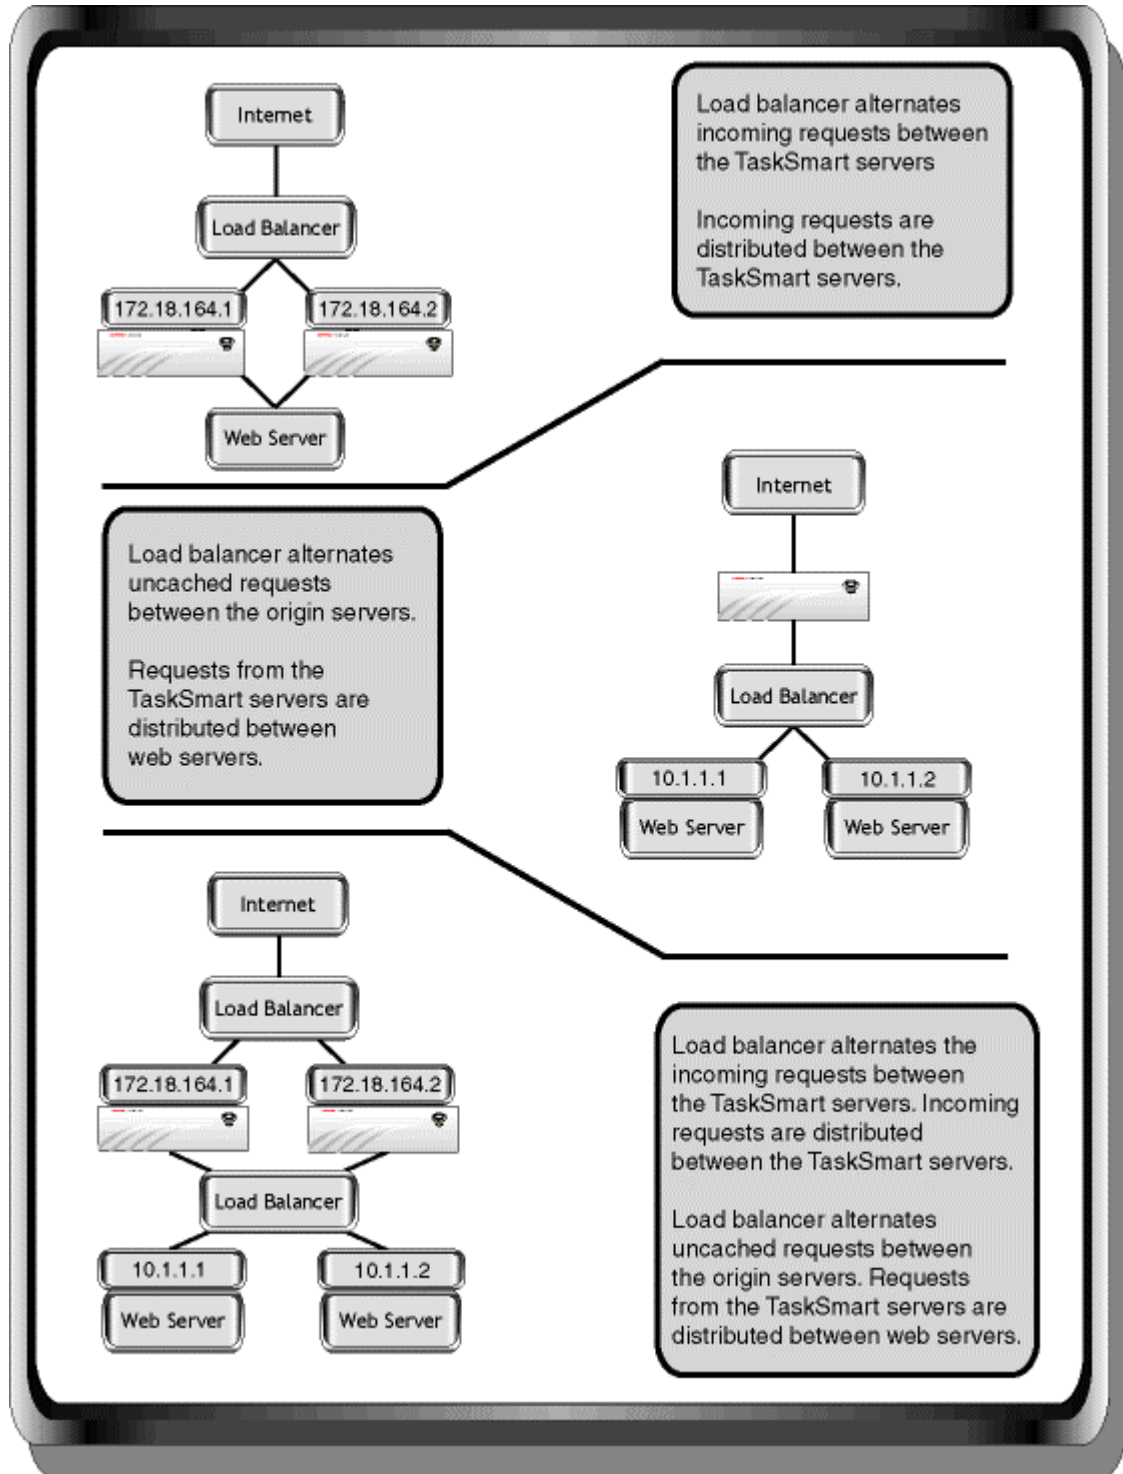 Internet
Load Balancer
172.18.164.1 172.18.164.2
Web Server
Load balancer alternates
incoming requests between
the TaskSmart servers
Incoming requests are
distributed between the
TaskSmart servers.
Load balancer alternates
uncached requests
between the origin servers.
Requests from the
TaskSmart servers are
distributed between
web servers.
Internet
Load Balancer
10.1.1.1 10.1.1.2
Web Server Web Server
Internet
Load Balancer
172.18.164.1 172.18.164.2
Load Balancer
10.1.1.1 10.1.1.2
Web Server Web Server
Load balancer alternates the
incoming requests between
the TaskSmart servers. Incoming
requests are distributed
between the TaskSmart servers.
Load balancer alternates
uncached requests between
the origin servers. Requests
from the TaskSmart servers are
distributed between web servers.